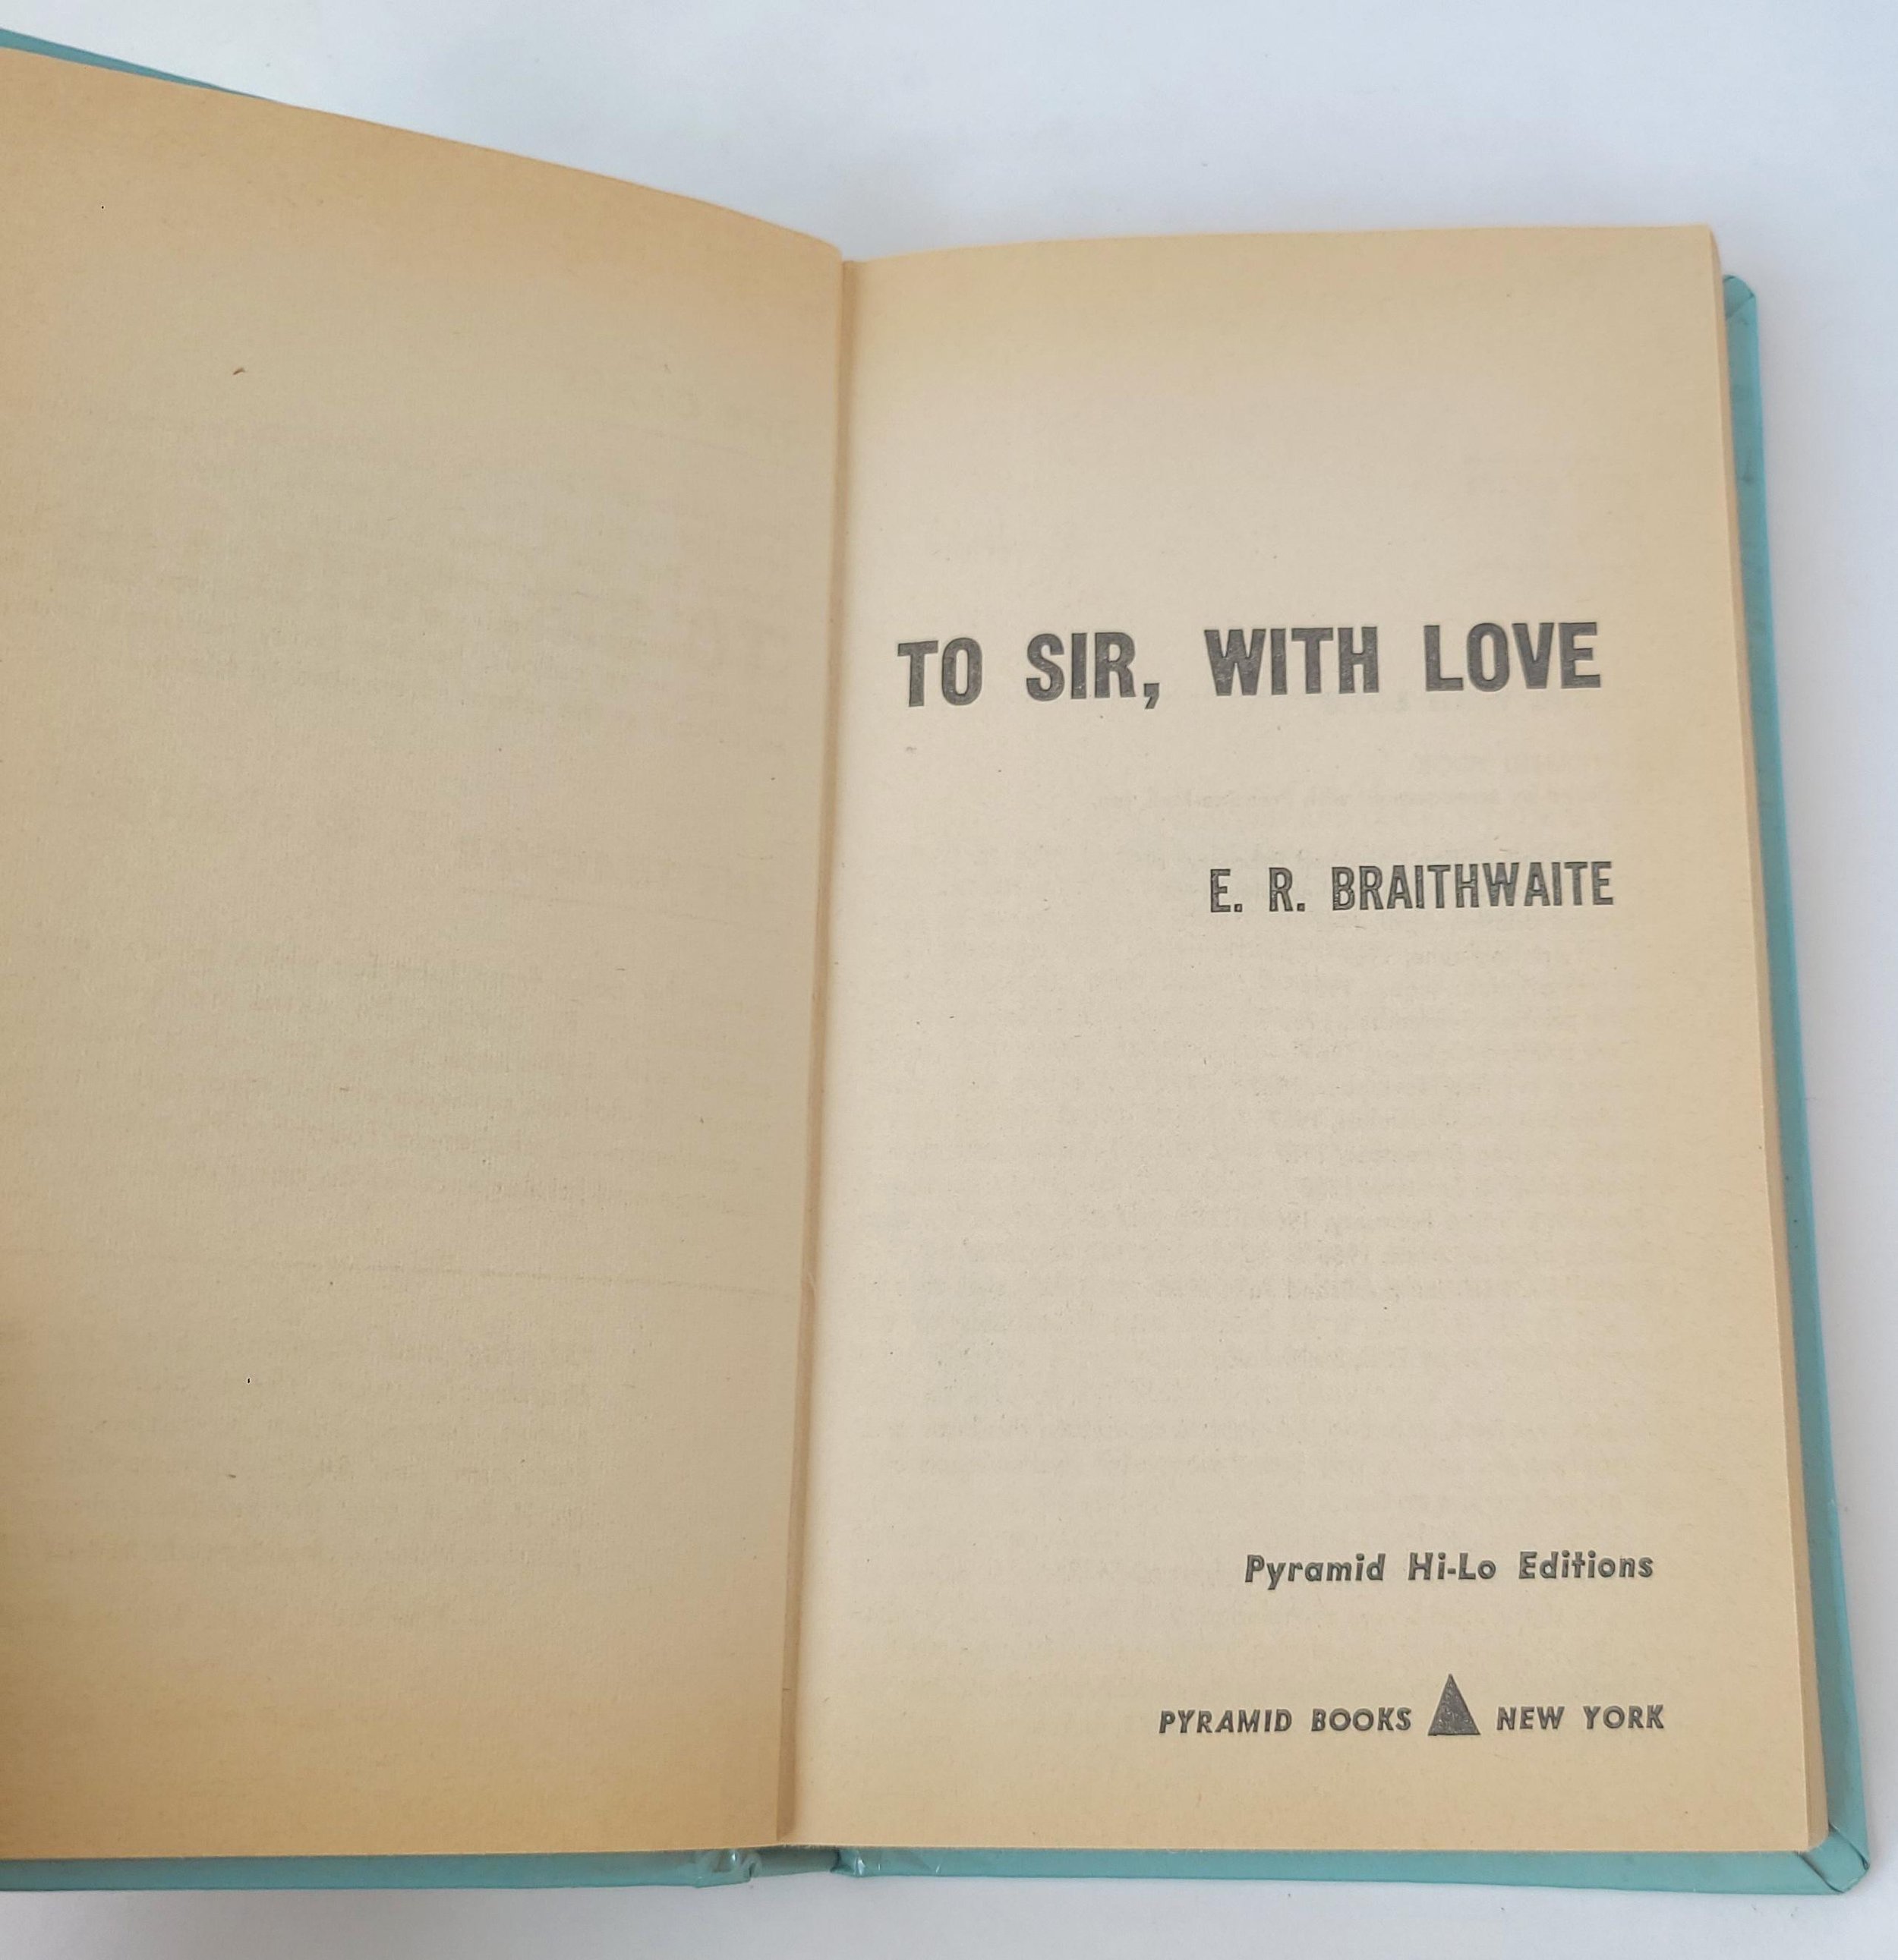 TO SIR, WITH LOVE
E. R. BRAITHWAITE
Pyramid Hi-Lo Editions
PYRAMID BOOKS NEW YORK